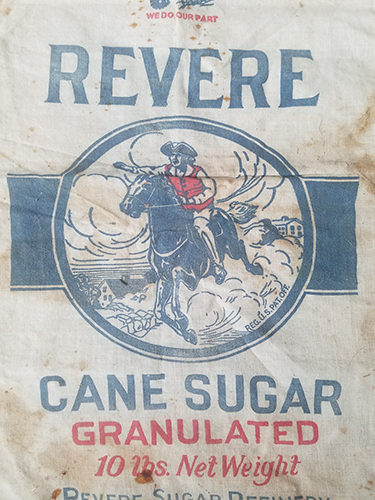 WE DO OUR PART
REVERE
REG. U.S. PAT. OFF.
CANE SUGAR
GRANULATED
10 lbs. Net Weight
REVERE SUGAR REFINERY